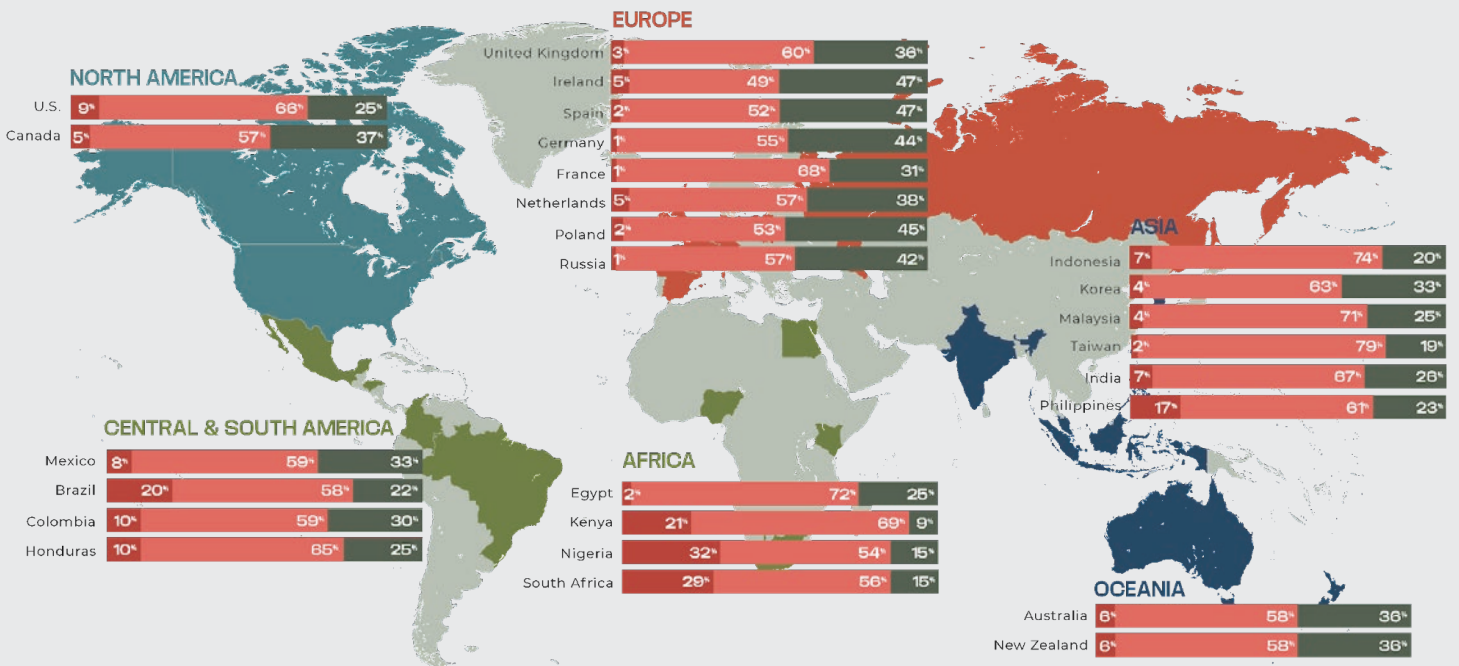 NORTH AMERICA
U.S. 9% 66% 25%
Canada 5% 57% 37%
EUROPE
United Kingdom 3% 60% 36%
Ireland 5% 49% 47%
Spain 2% 52% 47%
Germany 1% 55% 44%
France 1% 68% 31%
Netherlands 5% 57% 38%
Poland 2% 53% 45%
Russia 1% 57% 42%
ASIA
Indonesia 7% 74% 20%
Korea 4% 63% 33%
Malaysia 4% 71% 25%
Taiwan 2% 79% 19%
India 7% 67% 26%
Philippines 17% 61% 23%
CENTRAL & SOUTH AMERICA
Mexico 8% 59% 33%
Brazil 20% 58% 22%
Colombia 10% 59% 30%
Honduras 10% 65% 25%
AFRICA
Egypt 2% 72% 25%
Kenya 21% 69% 9%
Nigeria 32% 54% 15%
South Africa 29% 56% 15%
OCEANIA
Australia 6% 58% 36%
New Zealand 6% 58% 36%